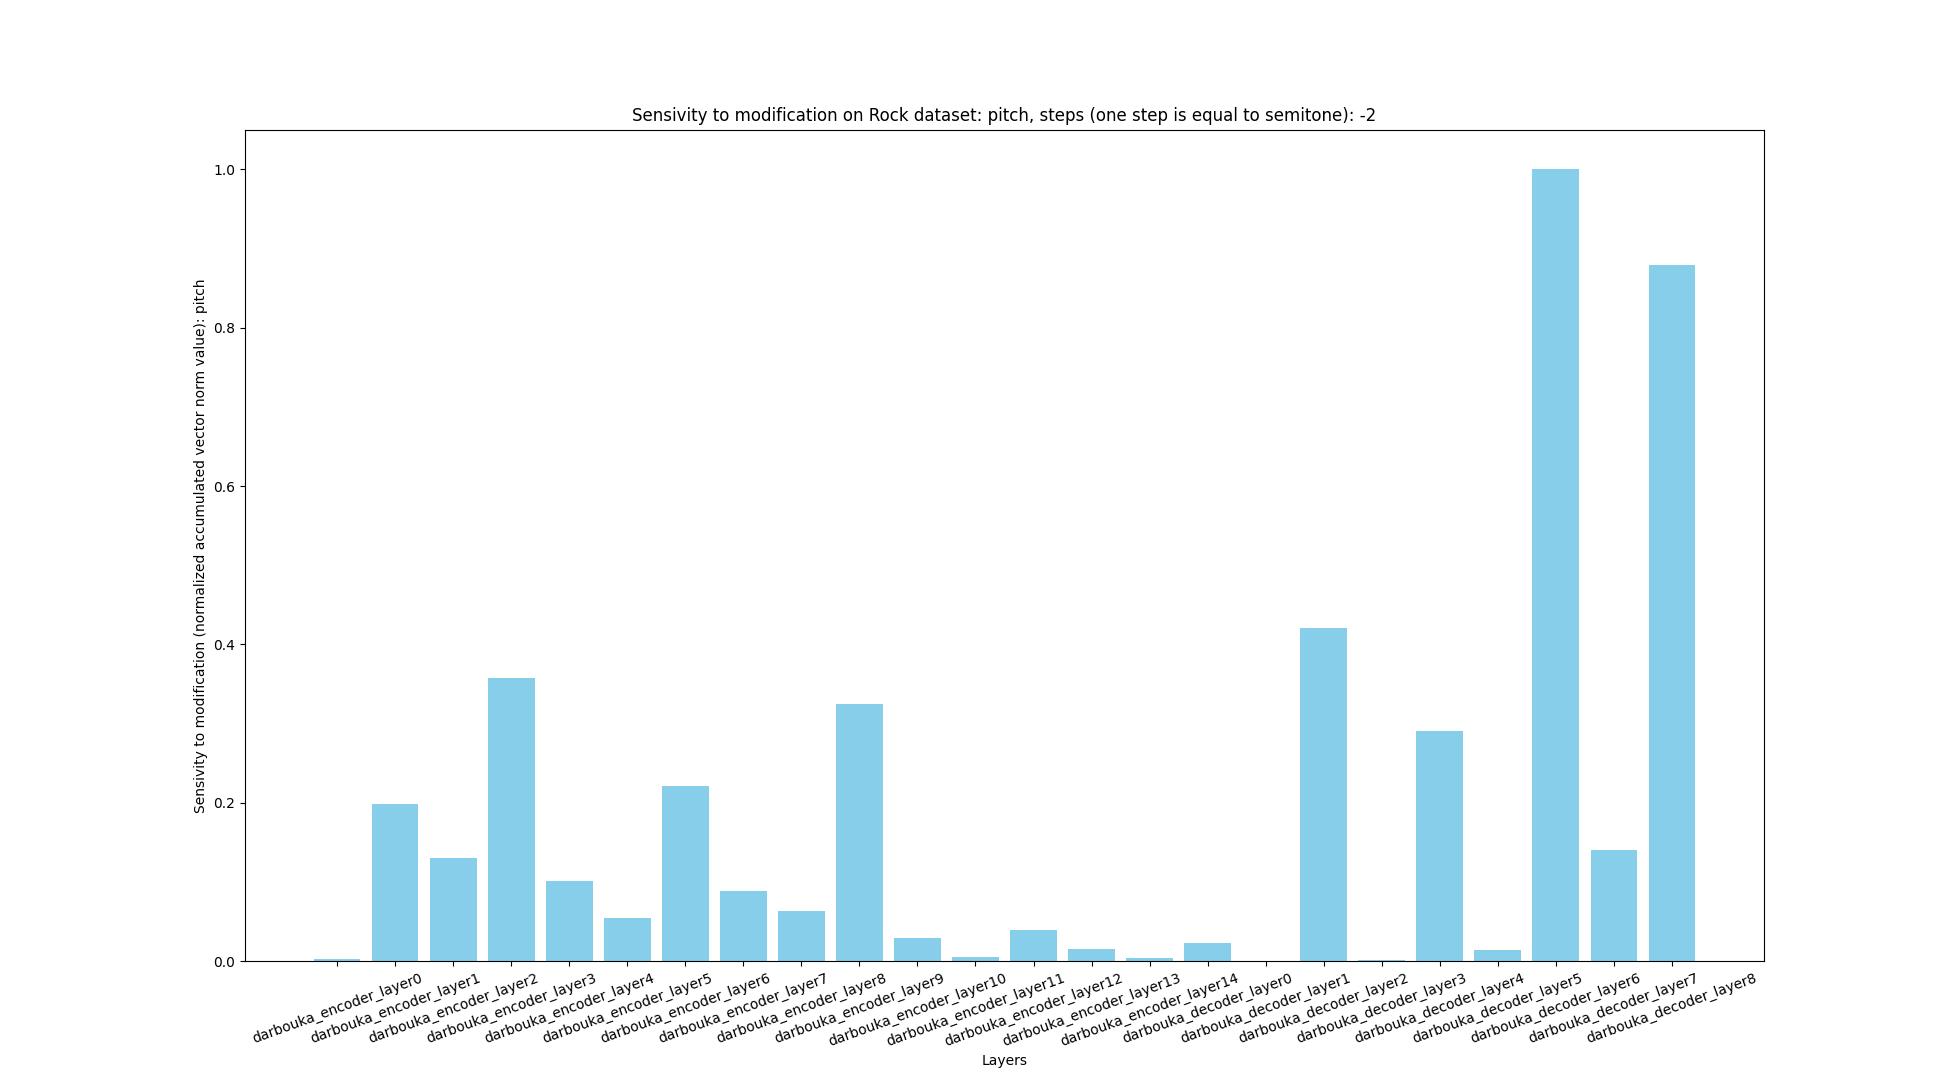 Sensivity to modification on Rock dataset: pitch, steps (one step is equal to semitone): -2
Sensivity to modification (normalized accumulated vector norm value): pitch
1.0
0.8
0.6
0.4
0.2
0.0
darbouka_encoder_layer0
darbouka_encoder_layer1
darbouka_encoder_layer2
darbouka_encoder_layer3
darbouka_encoder_layer4
darbouka_encoder_layer5
darbouka_encoder_layer6
darbouka_encoder_layer7
darbouka_encoder_layer8
darbouka_encoder_layer9
darbouka_encoder_layer10
darbouka_encoder_layer11
darbouka_encoder_layer12
darbouka_encoder_layer13
darbouka_encoder_layer14
darbouka_decoder_layer0
darbouka_decoder_layer1
darbouka_decoder_layer2
darbouka_decoder_layer3
darbouka_decoder_layer4
darbouka_decoder_layer5
darbouka_decoder_layer6
darbouka_decoder_layer7
darbouka_decoder_layer8
Layers